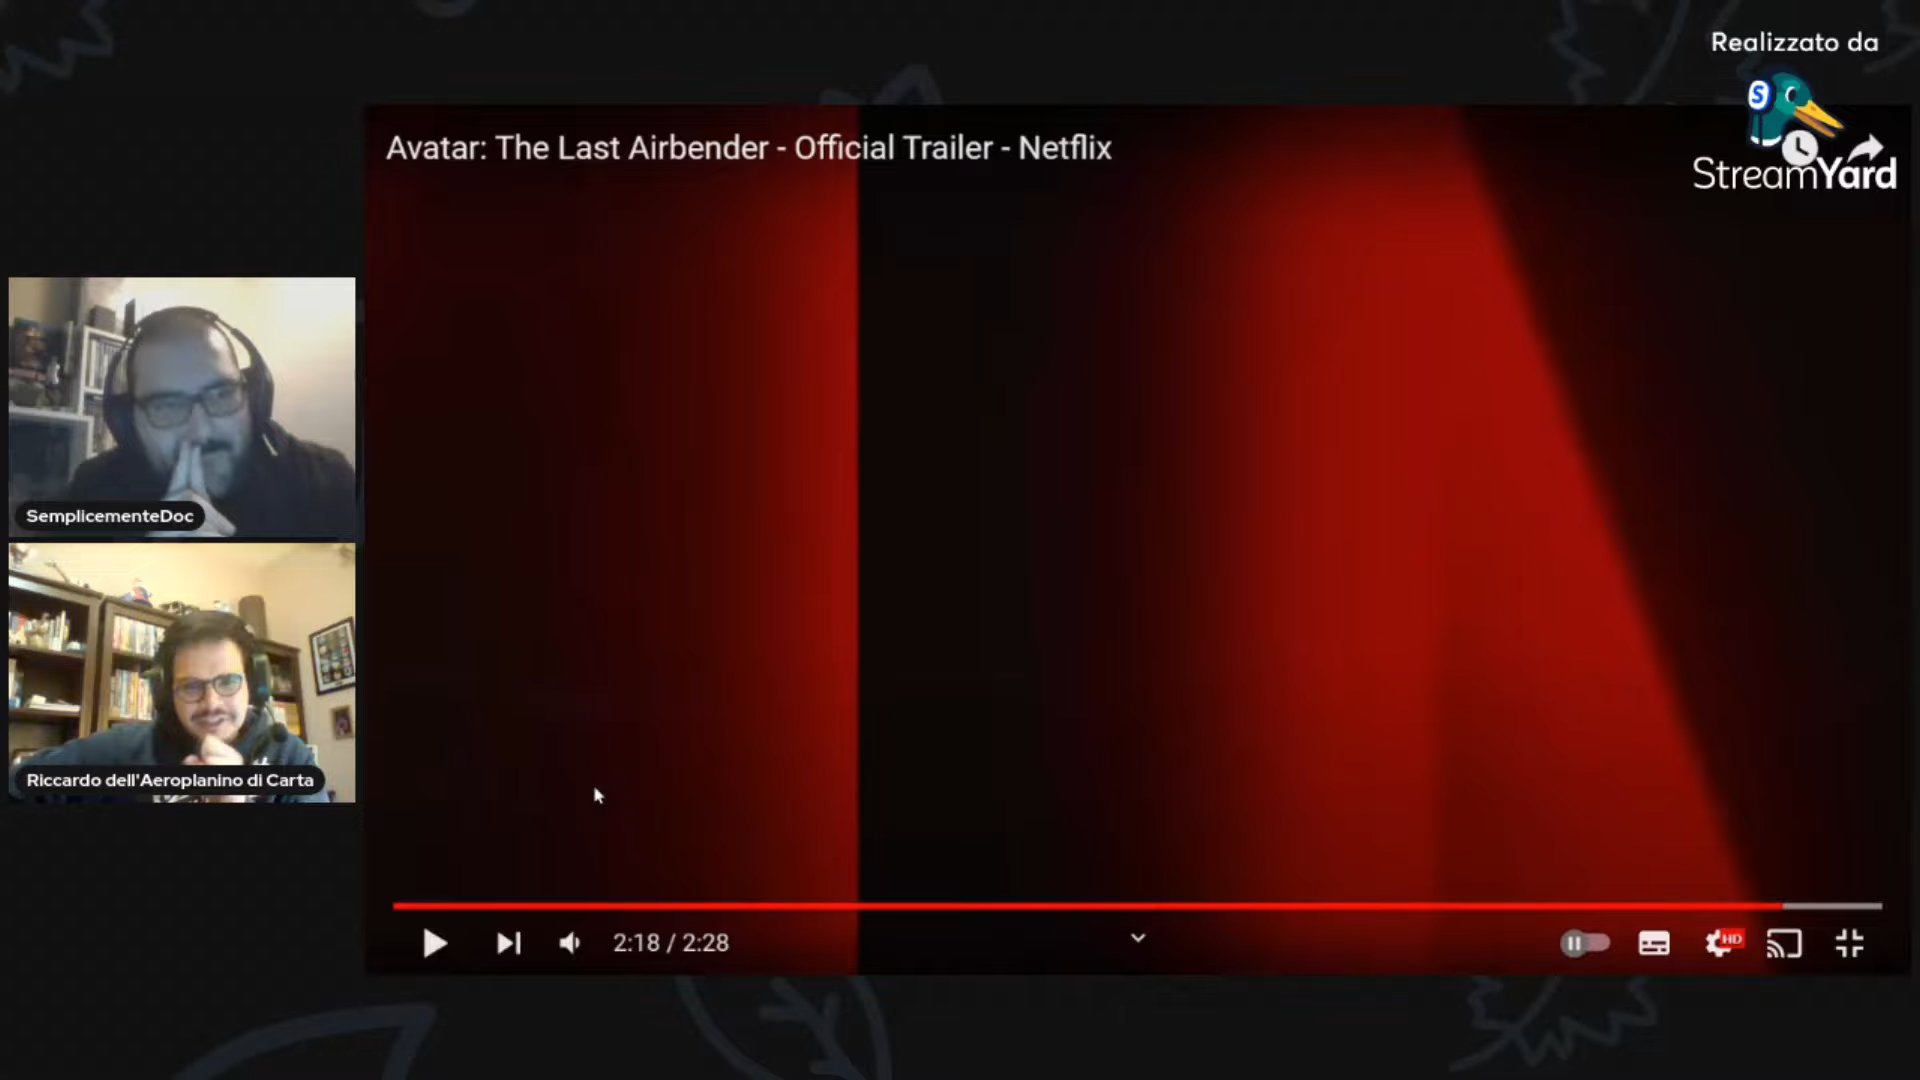 Realizzato da
Avatar: The Last Airbender - Official Trailer - Netflix
S
StreamYard
SemplicementeDoc
Riccardo dell'Aeroplanino di Carta
2:18 / 2:28
HD